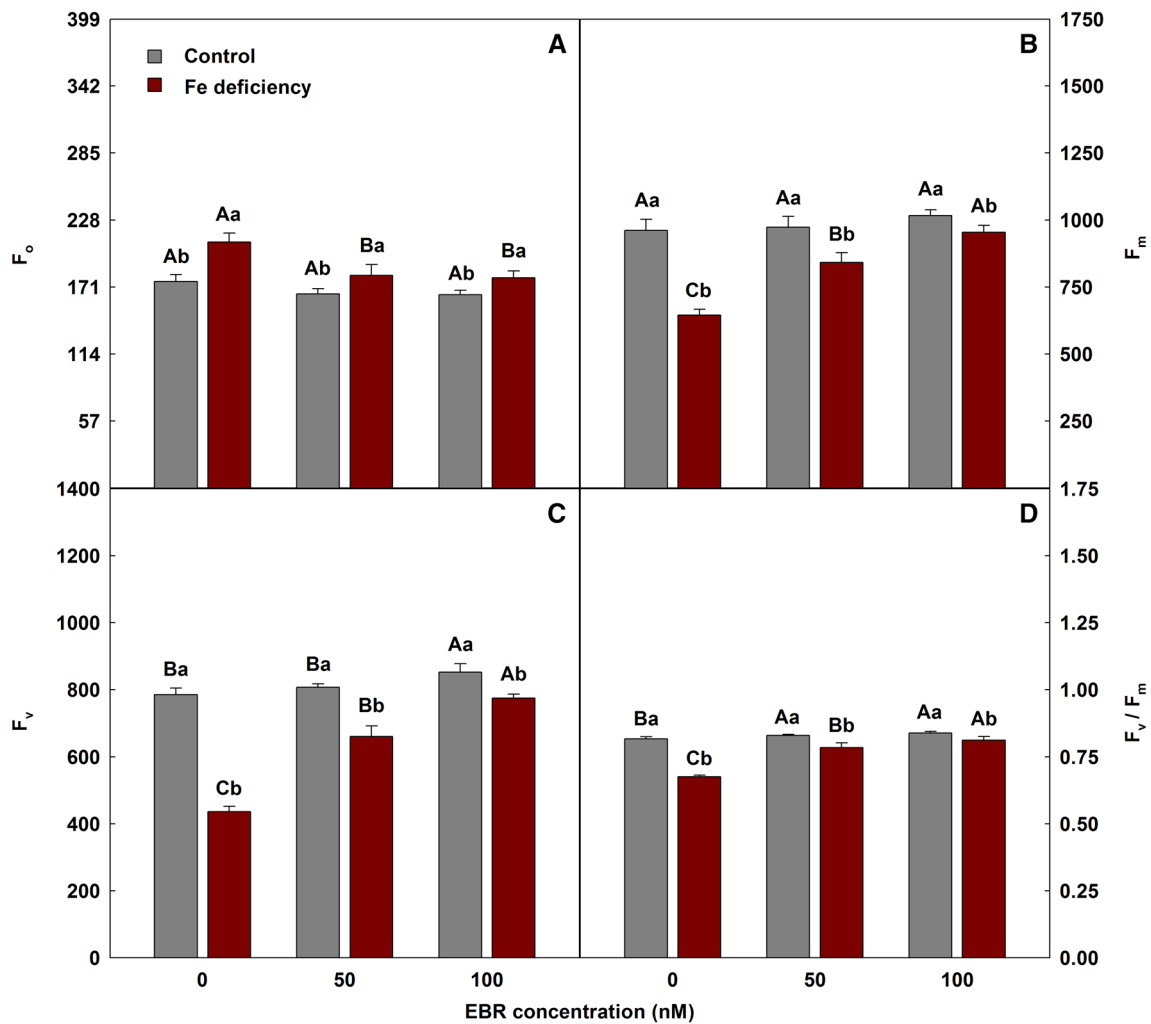 399
342
285
228
171
114
57
F₀
Control
Fe deficiency
A
Ab
Aa
Ab
Ba
Ab
Ba
B
Aa
Cb
Aa
Bb
Aa
Ab
1750
1500
1250
1000
750
500
250
Fₘ
1400
1200
1000
800
600
400
200
0
Fᵥ
C
Ba
Cb
Ba
Bb
Aa
Ab
D
Ba
Cb
Aa
Bb
Aa
Ab
1.75
1.50
1.25
1.00
0.75
0.50
0.25
0.00
Fᵥ / Fₘ
0 50 100 0 50 100
EBR concentration (nM)